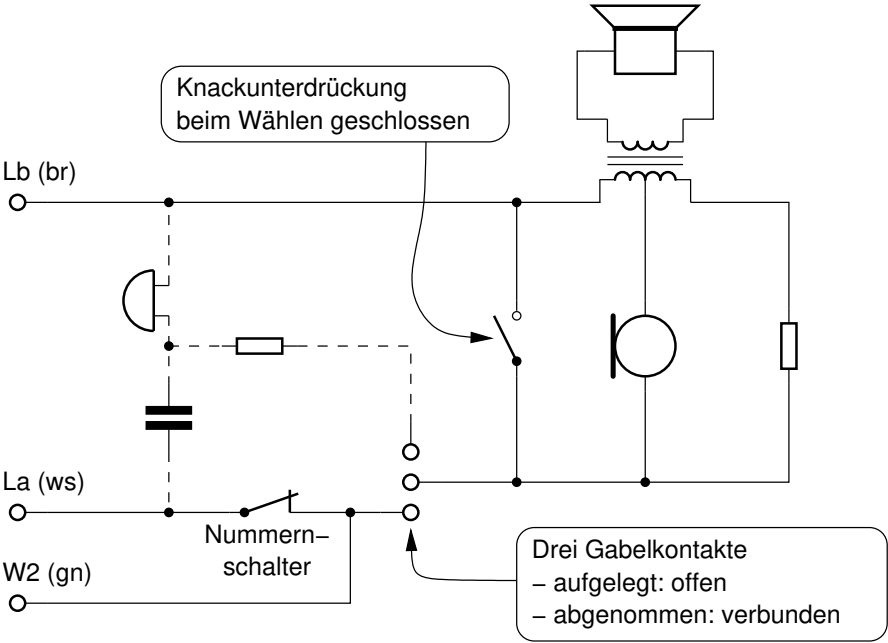 Knackunterdrückung
beim Wählen geschlossen
Lb (br)
La (ws)
Nummern–
schalter
W2 (gn)
Drei Gabelkontakte
– aufgelegt: offen
– abgenommen: verbunden